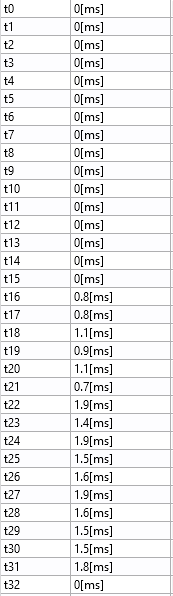 t0 0[ms]
t1 0[ms]
t2 0[ms]
t3 0[ms]
t4 0[ms]
t5 0[ms]
t6 0[ms]
t7 0[ms]
t8 0[ms]
t9 0[ms]
t10 0[ms]
t11 0[ms]
t12 0[ms]
t13 0[ms]
t14 0[ms]
t15 0[ms]
t16 0.8[ms]
t17 0.8[ms]
t18 1.1[ms]
t19 0.9[ms]
t20 1.1[ms]
t21 0.7[ms]
t22 1.9[ms]
t23 1.4[ms]
t24 1.9[ms]
t25 1.5[ms]
t26 1.6[ms]
t27 1.9[ms]
t28 1.6[ms]
t29 1.5[ms]
t30 1.5[ms]
t31 1.8[ms]
t32 0[ms]